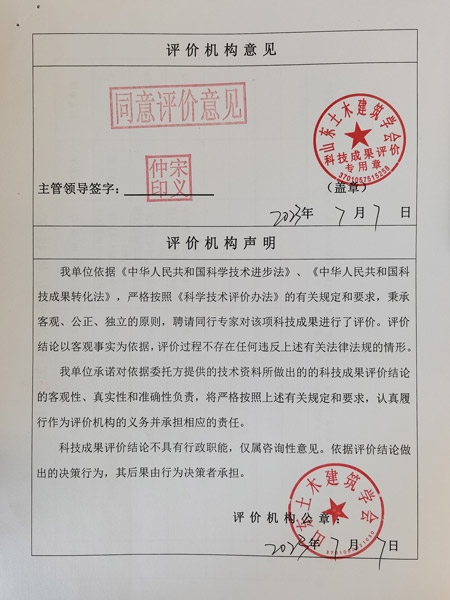 评价机构意见
同意评价意见
山东土木建筑学会
科技成果评价
专用章
3701057515258
仲宋
印义
主管领导签字:
(盖章)
2023年 7月 7日
评价机构声明
我单位依据《中华人民共和国科学技术进步法》、《中华人民共和国科
技成果转化法》,严格按照《科学技术评价办法》的有关规定和要求,秉承
客观、公正、独立的原则,聘请同行专家对该项科技成果进行了评价。评价
结论以客观事实为依据,评价过程不存在任何违反上述有关法律法规的情形。
我单位承诺对依据委托方提供的技术资料所做出的的科技成果评价结论
的客观性、真实性和准确性负责,将严格按照上述有关规定和要求,认真履
行作为评价机构的义务并承担相应的责任。
科技成果评价结论不具有行政职能,仅属咨询性意见。依据评价结论做
出的决策行为,其后果由行为决策者承担。
山东土木建筑学会
评价机构公章:
2023年 7月 7日